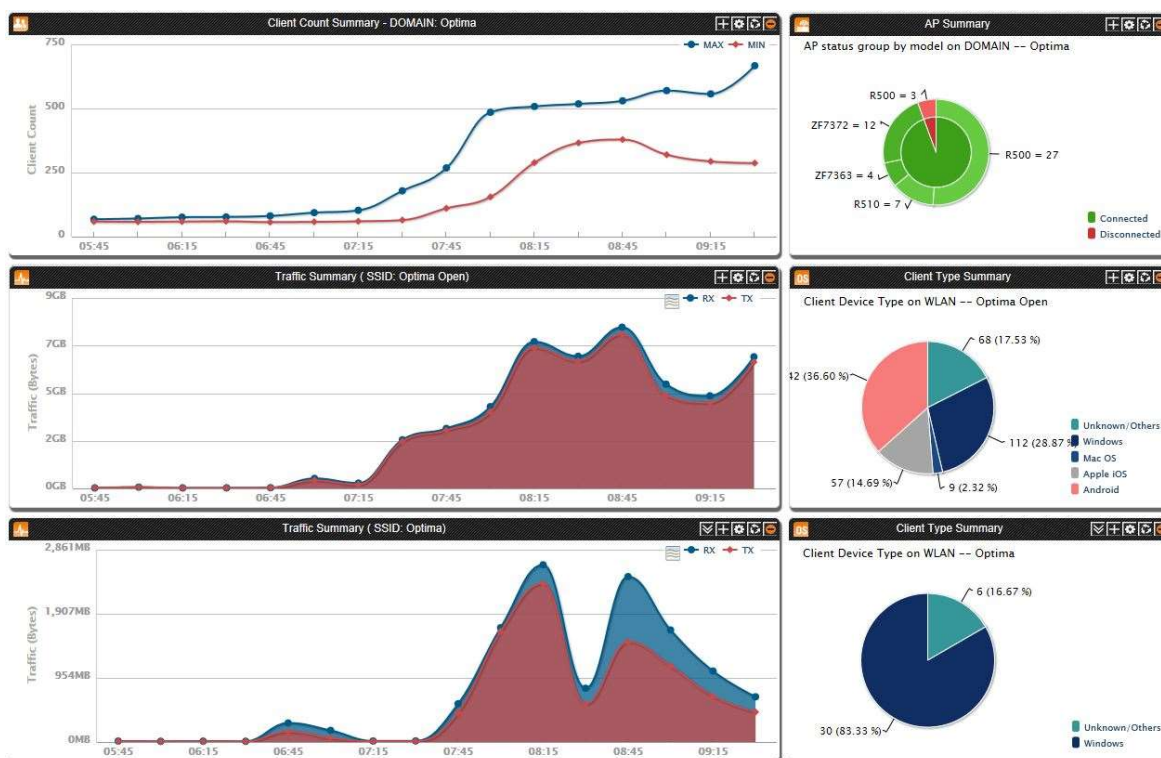 Client Count Summary - DOMAIN: Optima
MAX MIN
750
500
250
0
Client Count
05:45 06:15 06:45 07:15 07:45 08:15 08:45 09:15
AP Summary
AP status group by model on DOMAIN -- Optima
R500 = 3
ZF7372 = 12
R500 = 27
ZF7363 = 4
R510 = 7
Connected
Disconnected
Traffic Summary ( SSID: Optima Open)
RX TX
9GB
7GB
5GB
2GB
0GB
Traffic (Bytes)
05:45 06:15 06:45 07:15 07:45 08:15 08:45 09:15
OS
Client Type Summary
Client Device Type on WLAN -- Optima Open
68 (17.53 %)
42 (36.60 %)
112 (28.87 %
57 (14.69 %)
9 (2.32 %)
Unknown/Others
Windows
Mac OS
Apple iOS
Android
Traffic Summary ( SSID: Optima)
RX TX
2,861MB
1,907MB
954MB
0MB
Traffic (Bytes)
05:45 06:15 06:45 07:15 07:45 08:15 08:45 09:15
OS
Client Type Summary
Client Device Type on WLAN -- Optima
6 (16.67 %)
30 (83.33 %)
Unknown/Others
Windows